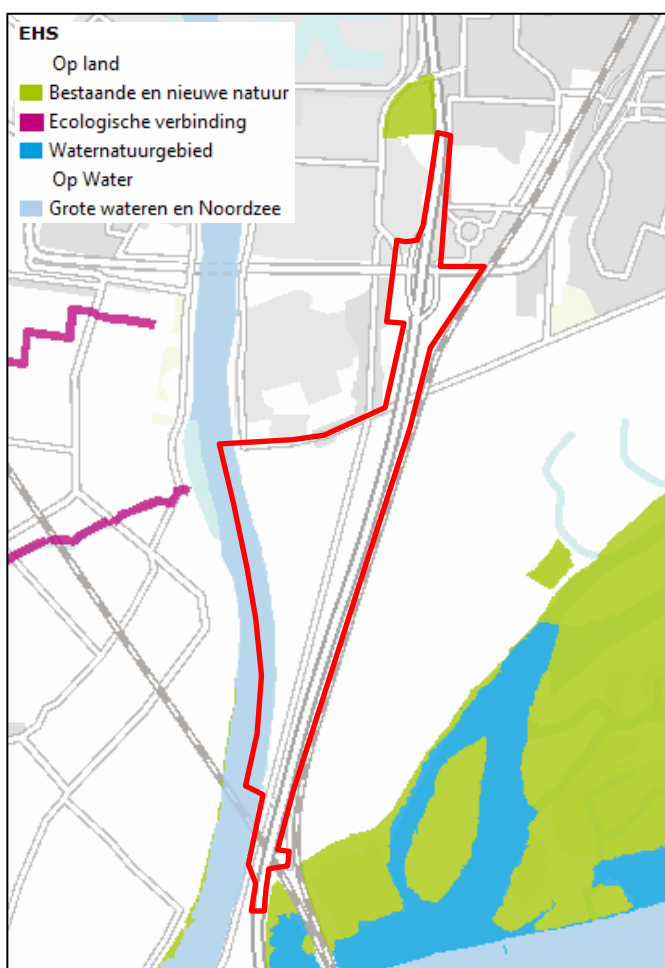 EHS
Op land
Bestaande en nieuwe natuur
Ecologische verbinding
Waternatuurgebied
Op Water
Grote wateren en Noordzee